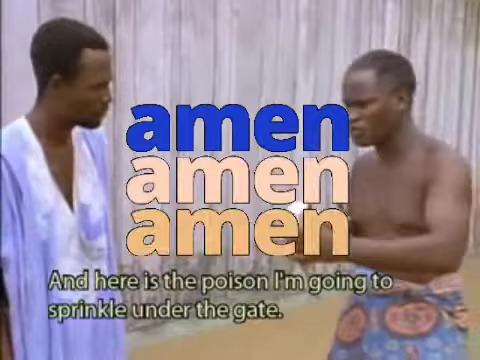 amen
amen
amen
And here is the poison I'm going to
sprinkle under the gate.